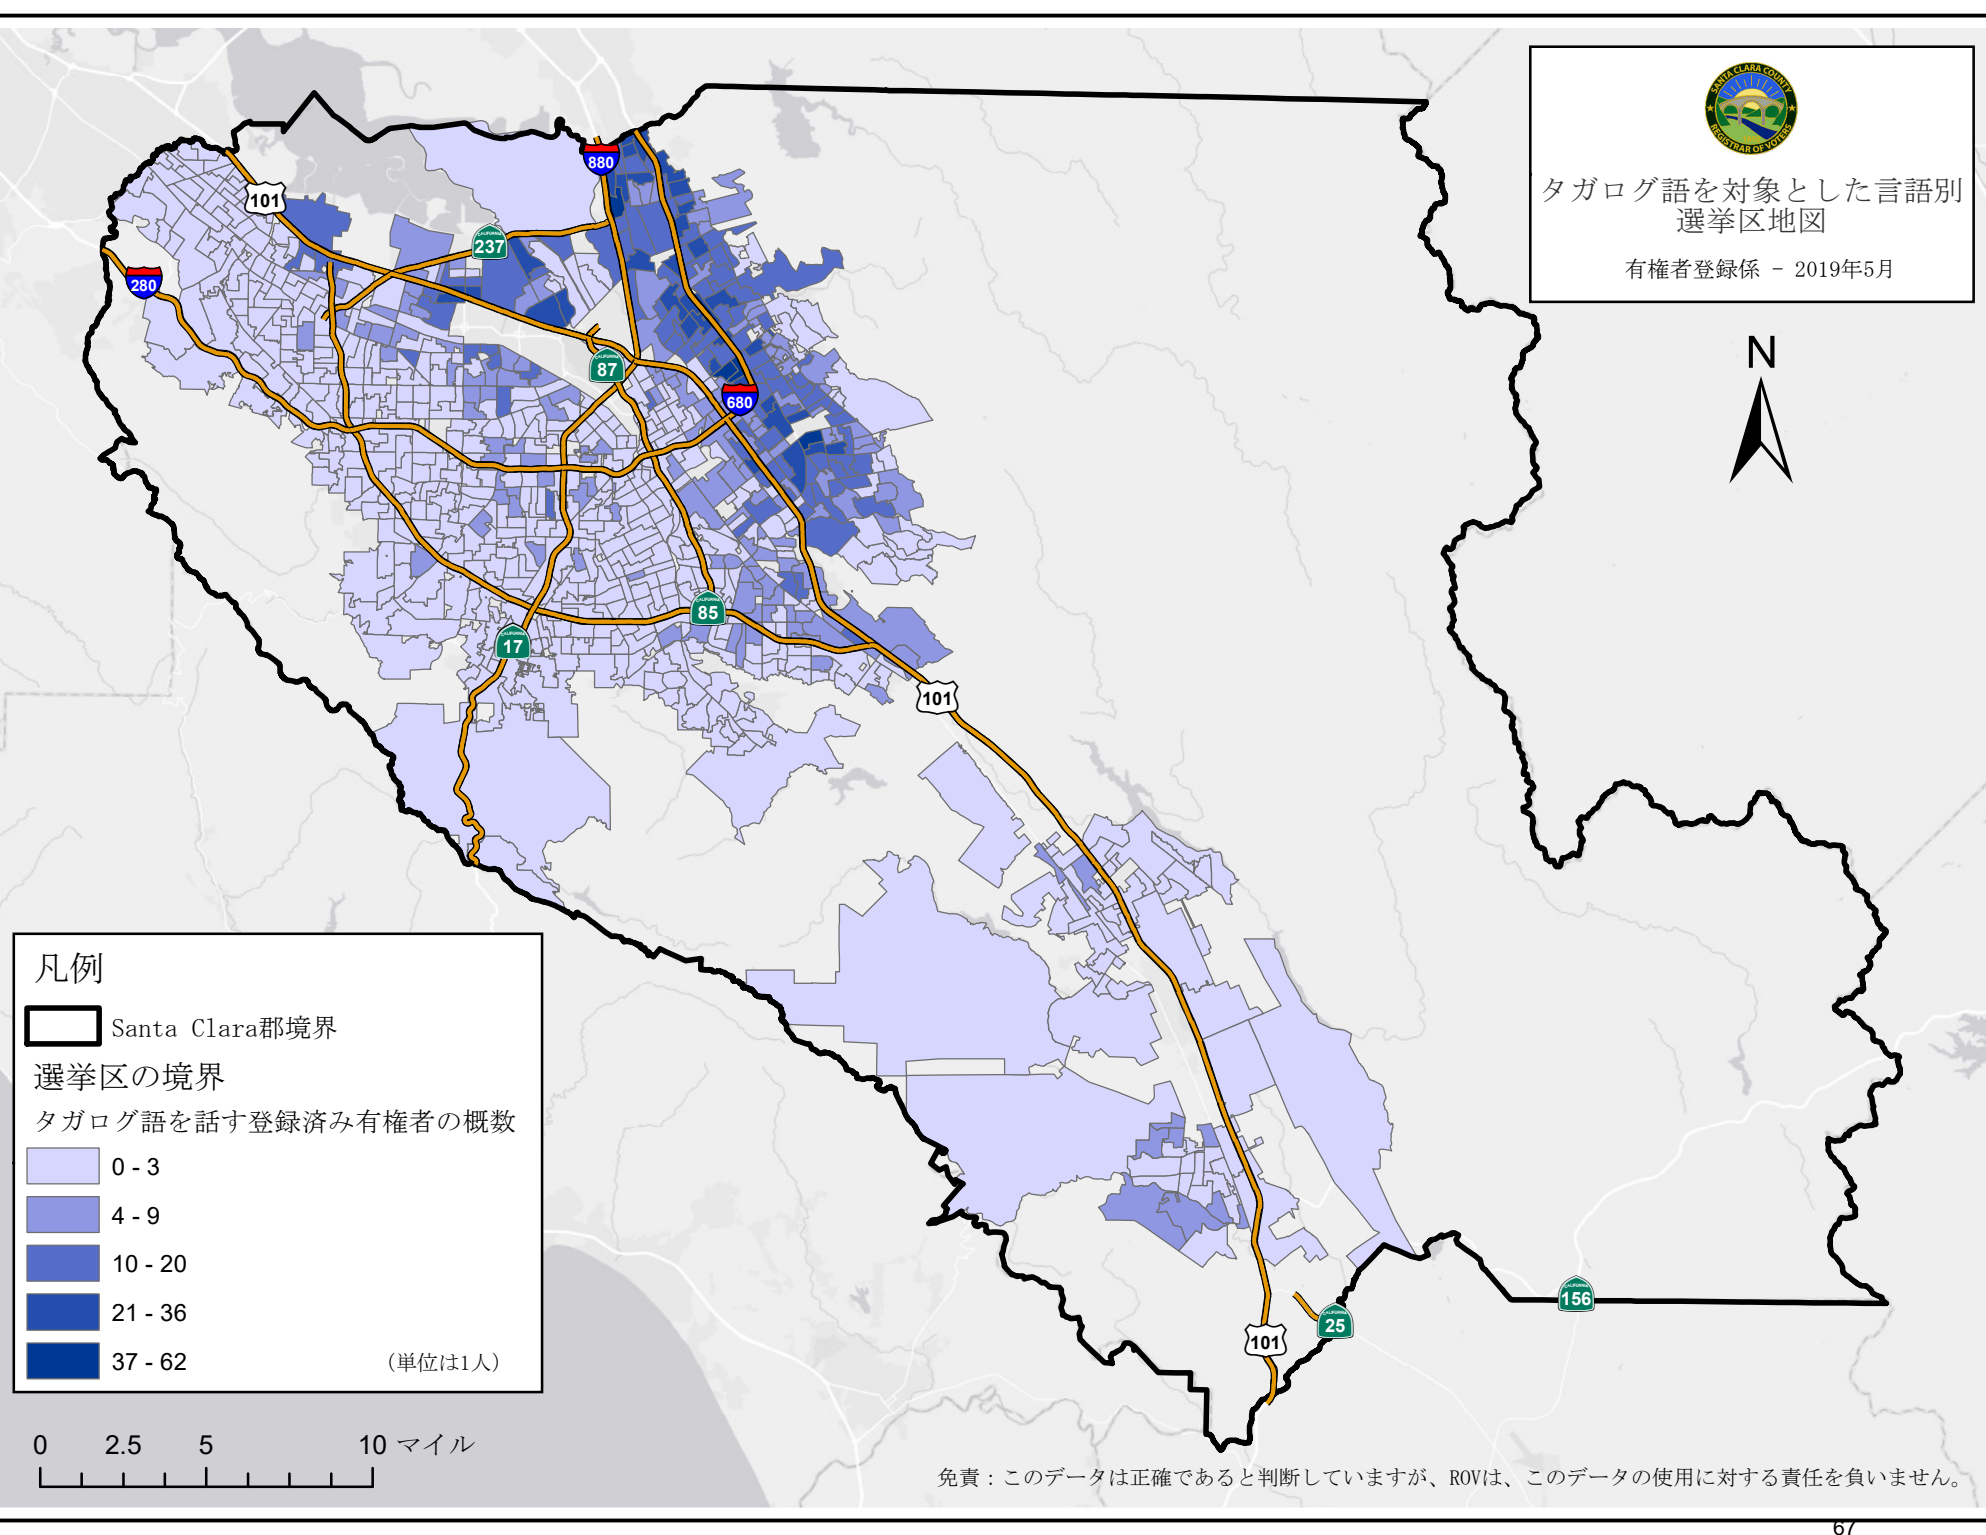 SANTA CLARA COUNTY
REGISTRAR OF VOTERS
タガログ語を対象とした言語別
選挙区地図
有権者登録係 - 2019年5月
N
880
101
237
280
87
680
85
17
101
凡例
Santa Clara郡境界
選挙区の境界
タガログ語を話す登録済み有権者の概数
0 - 3
4 - 9
10 - 20
21 - 36
37 - 62
(単位は1人)
156
25
101
0 2.5 5 10 マイル
免責：このデータは正確であると判断していますが、ROVは、このデータの使用に対する責任を負いません。
67